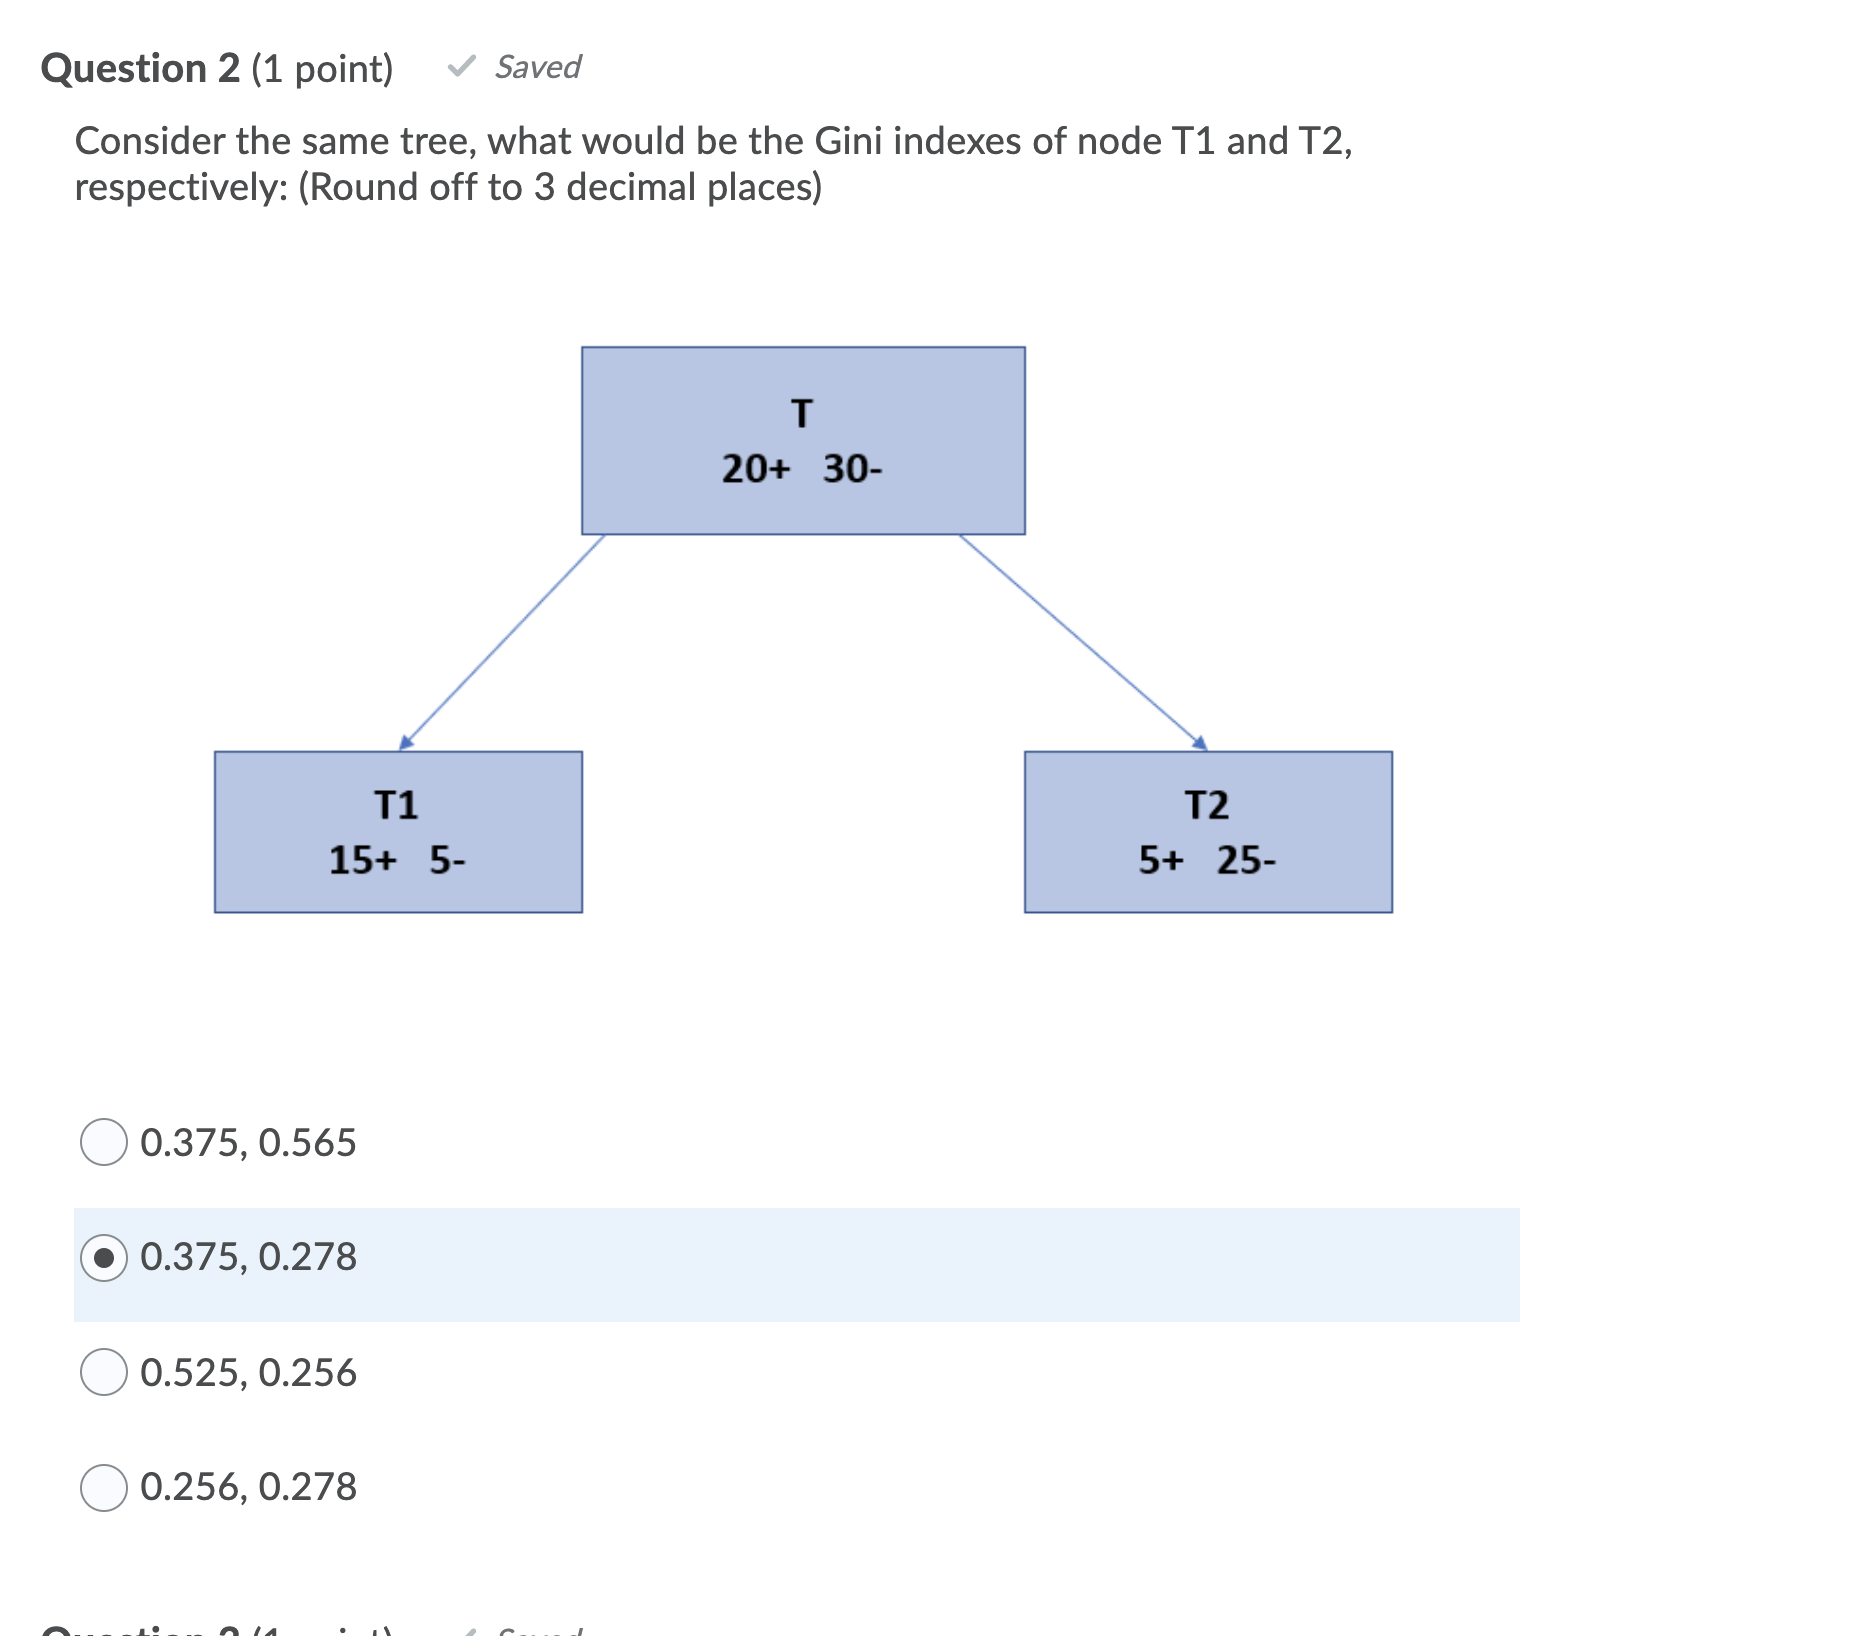 Question 2 (1 point) Saved
Consider the same tree, what would be the Gini indexes of node T1 and T2,
respectively: (Round off to 3 decimal places)
T
20+ 30-
T1
15+ 5-
T2
5+ 25-
0.375, 0.565
0.375, 0.278
0.525, 0.256
0.256, 0.278